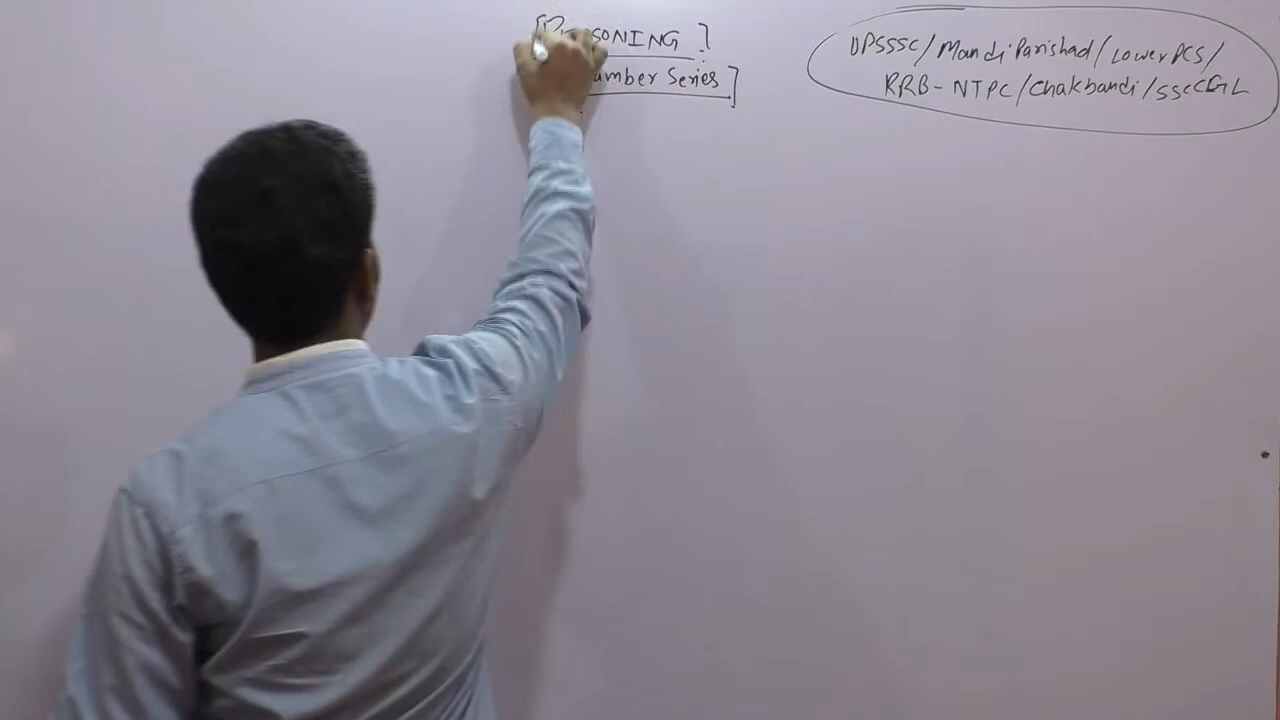 SONING ]
umber Series ]
UPSSSC/Mandi Parishad/Lower PCS/
RRB-NTPC/Chakbandi/SSC CGL